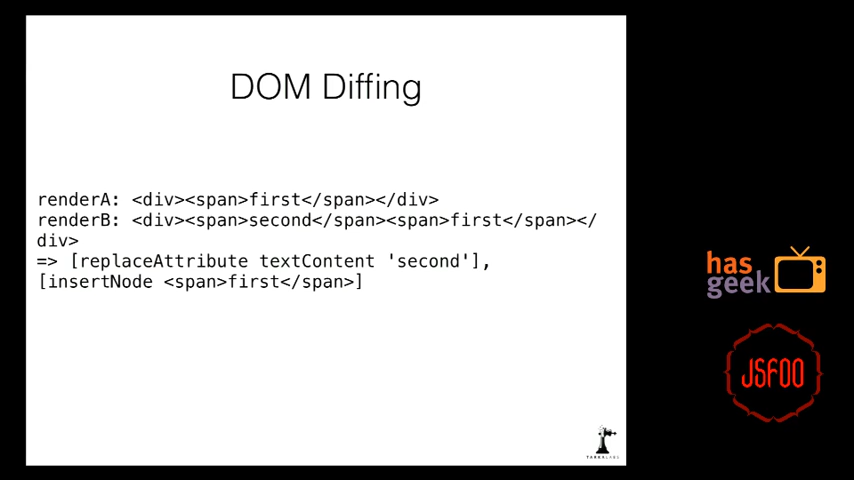 DOM Diffing
renderA: <div><span>first</span></div>
renderB: <div><span>second</span><span>first</span></
div>
=> [replaceAttribute textContent 'second'],
[insertNode <span>first</span>]
has
geek
JSFOO
TARKALABS